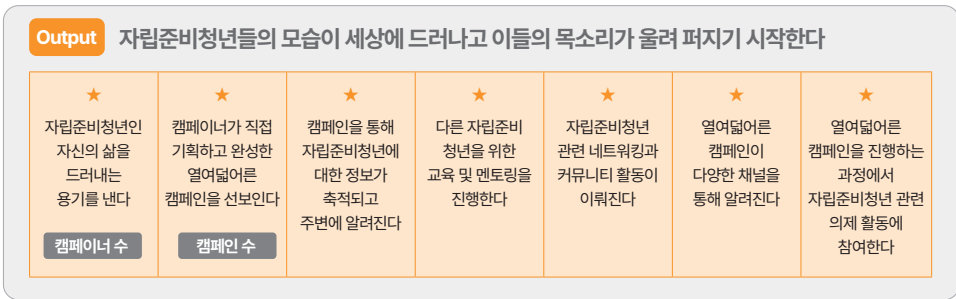 Output 자립준비청년들의 모습이 세상에 드러나고 이들의 목소리가 울려 퍼지기 시작한다
★
자립준비청년인
자신의 삶을
드러내는
용기를 낸다
캠페이너 수
★
캠페이너가 직접
기획하고 완성한
열여덟어른
캠페인을 선보인다
캠페인 수
★
캠페인을 통해
자립준비청년에
대한 정보가
축적되고
주변에 알려진다
★
다른 자립준비
청년을 위한
교육 및 멘토링을
진행한다
★
자립준비청년
관련 네트워킹과
커뮤니티 활동이
이뤄진다
★
열여덟어른
캠페인이
다양한 채널을
통해 알려진다
★
열여덟어른
캠페인을 진행하는
과정에서
자립준비청년 관련
의제 활동에
참여한다